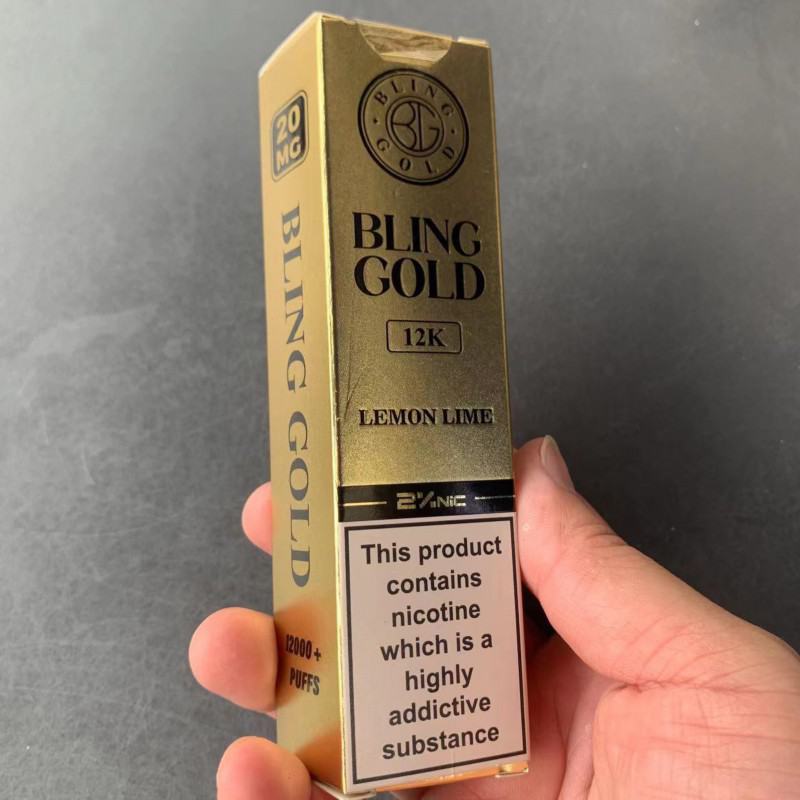 BLING
BG
GOLD
BLING
GOLD
12K
LEMON LIME
2% NIC
This product
contains
nicotine
which is a
highly
addictive
substance
20
MG
BLING GOLD
12000+
PUFFS